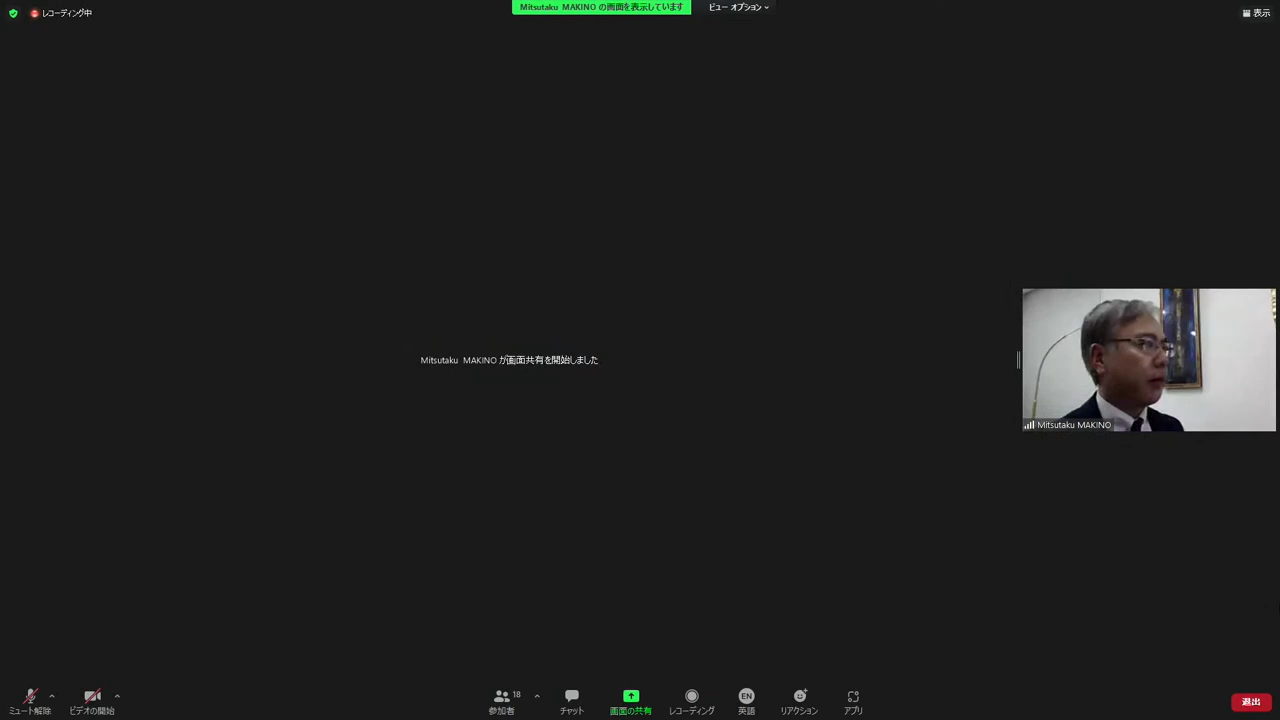 レコーディング中
Mitsutaku MAKINO の画面を表示しています
ビュー オプション
表示
Mitsutaku MAKINO が画面共有を開始しました
Mitsutaku MAKINO
ミュート解除
ビデオの開始
18
参加者
チャット
画面の共有
レコーディング
EN
英語
リアクション
アプリ
退出